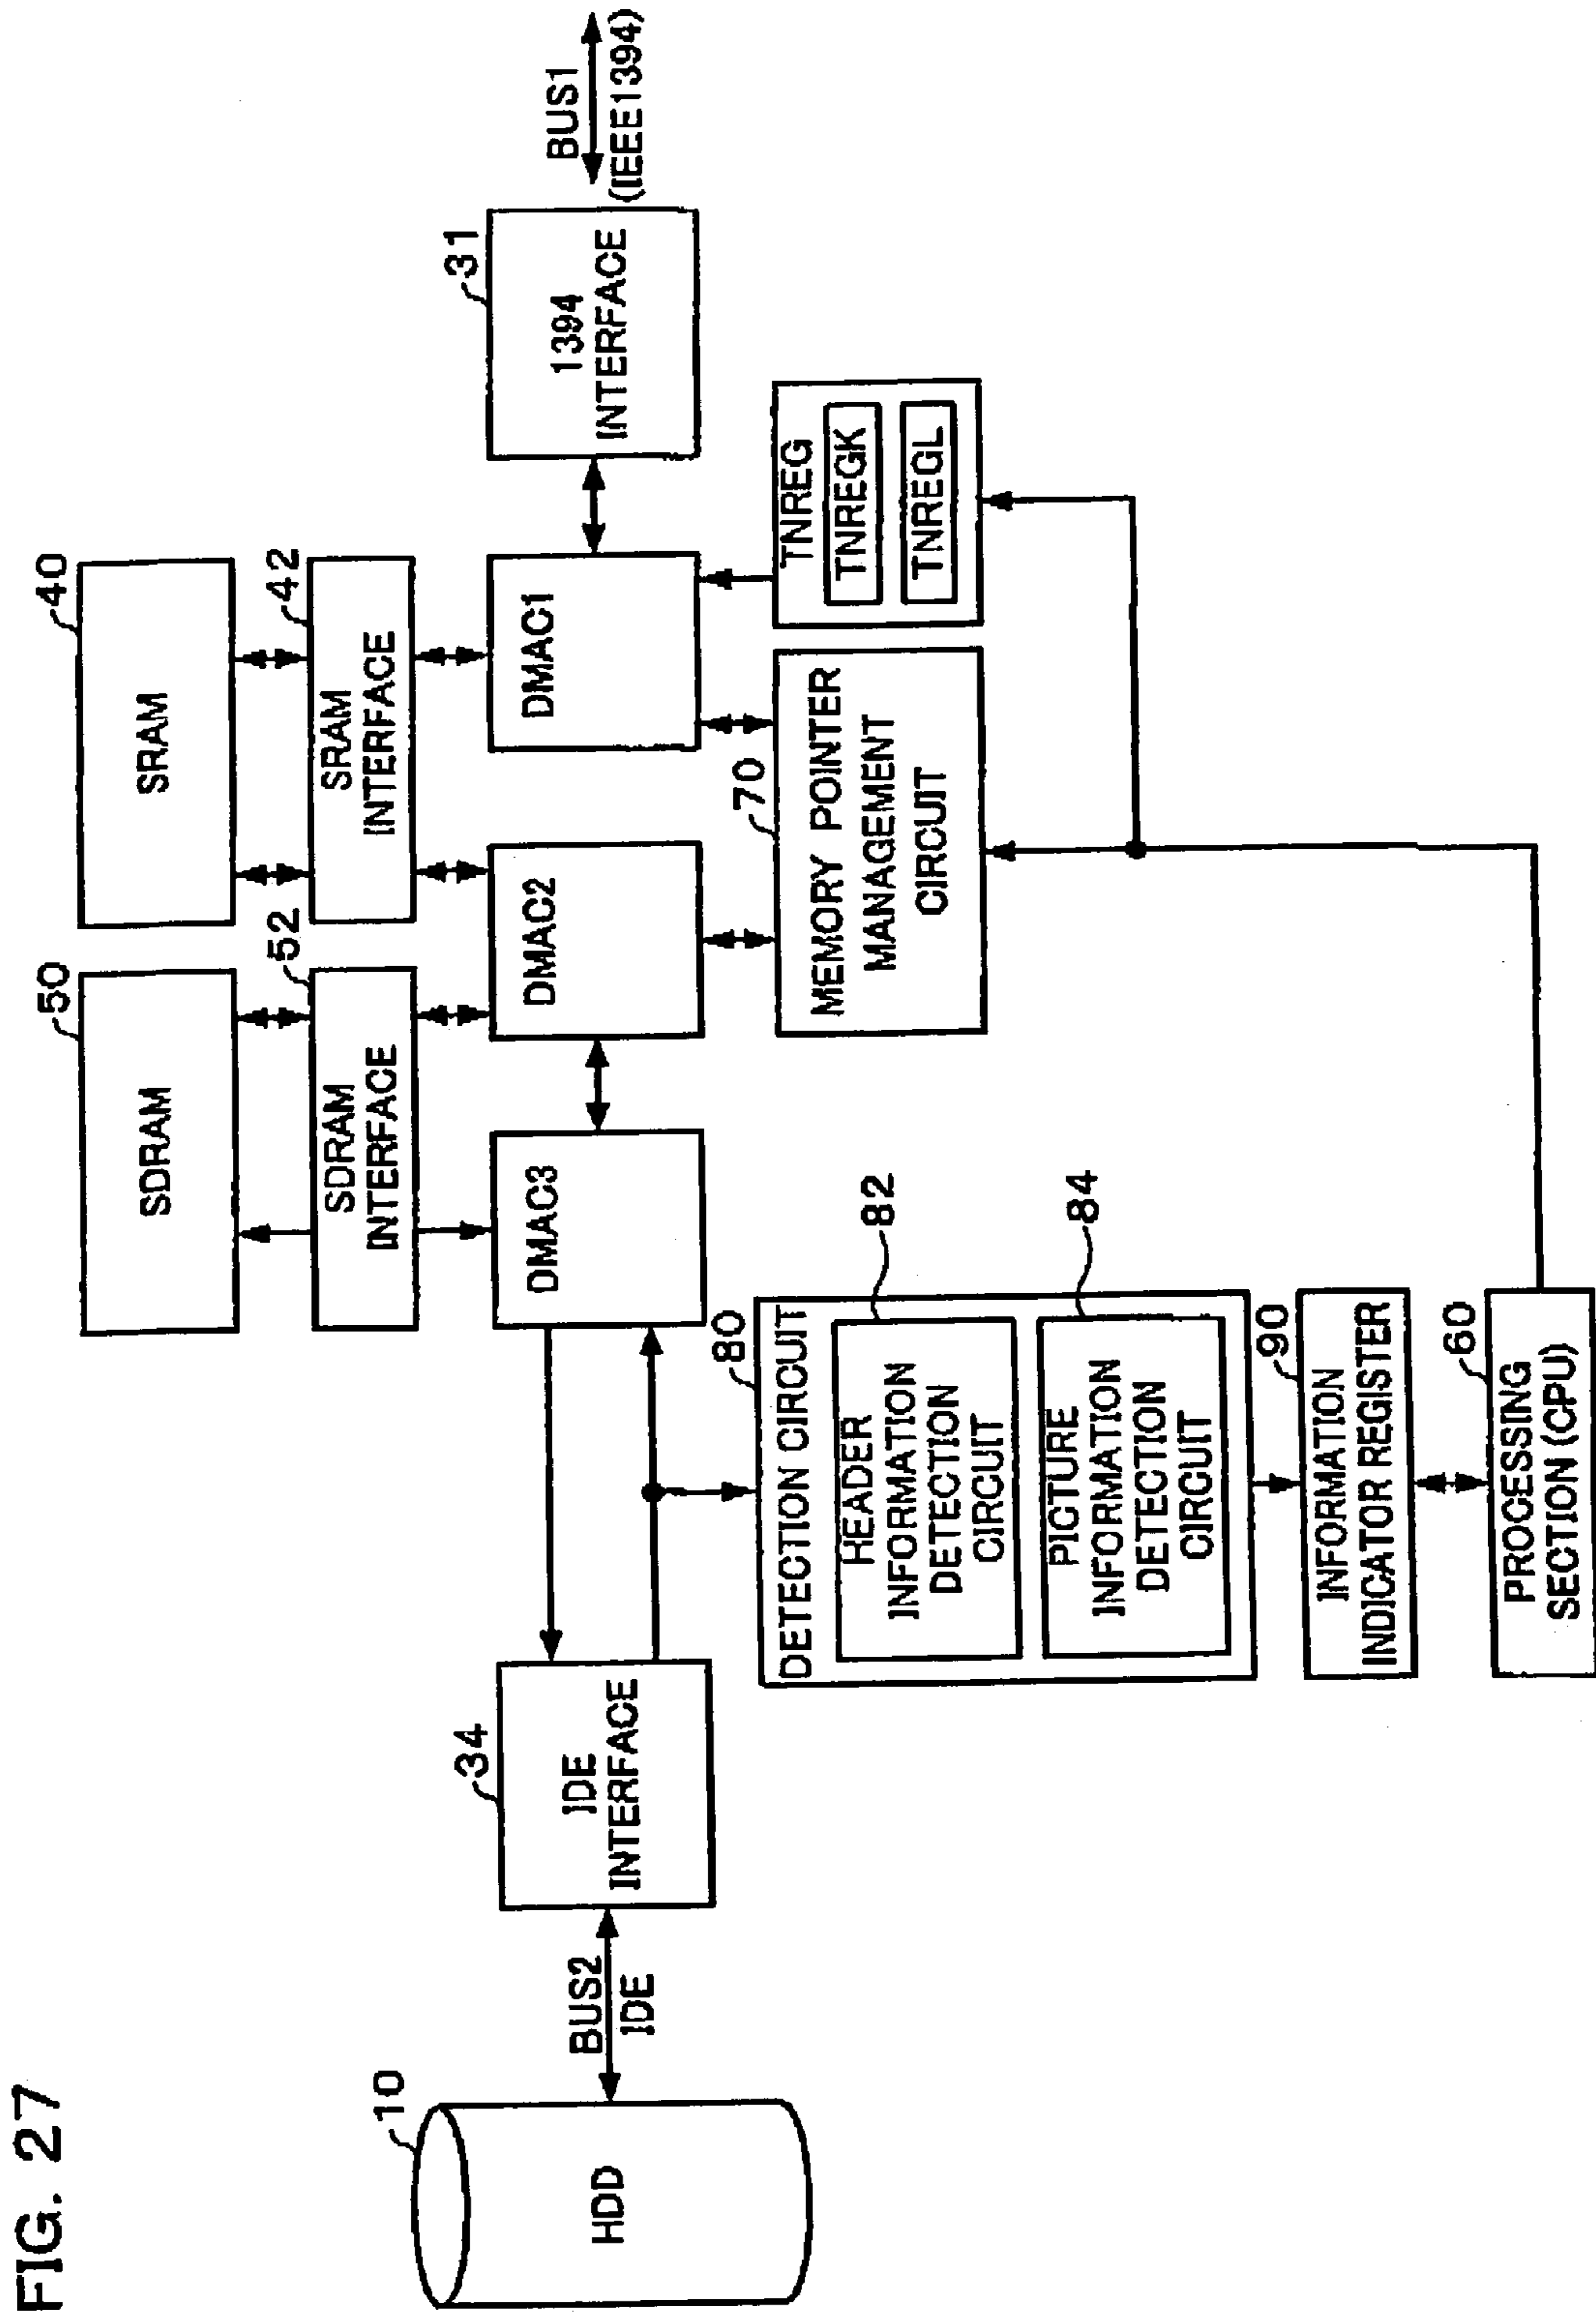 FIG. 27
50
SDRAM
40
SRAM
52
SDRAM
INTERFACE
42
SRAM
INTERFACE
10
HDD
BUS2
IDE
34
IDE
INTERFACE
DMAC3
DMAC2
DMAC1
31
1394
INTERFACE
BUS1
(IEEE1394)
80
DETECTION CIRCUIT
82
HEADER
INFORMATION
DETECTION
CIRCUIT
84
PICTURE
INFORMATION
DETECTION
CIRCUIT
70
MEMORY POINTER
MANAGEMENT
CIRCUIT
TNREG
TNREGK
TNREGL
90
INFORMATION
INDICATOR REGISTER
60
PROCESSING
SECTION (CPU)